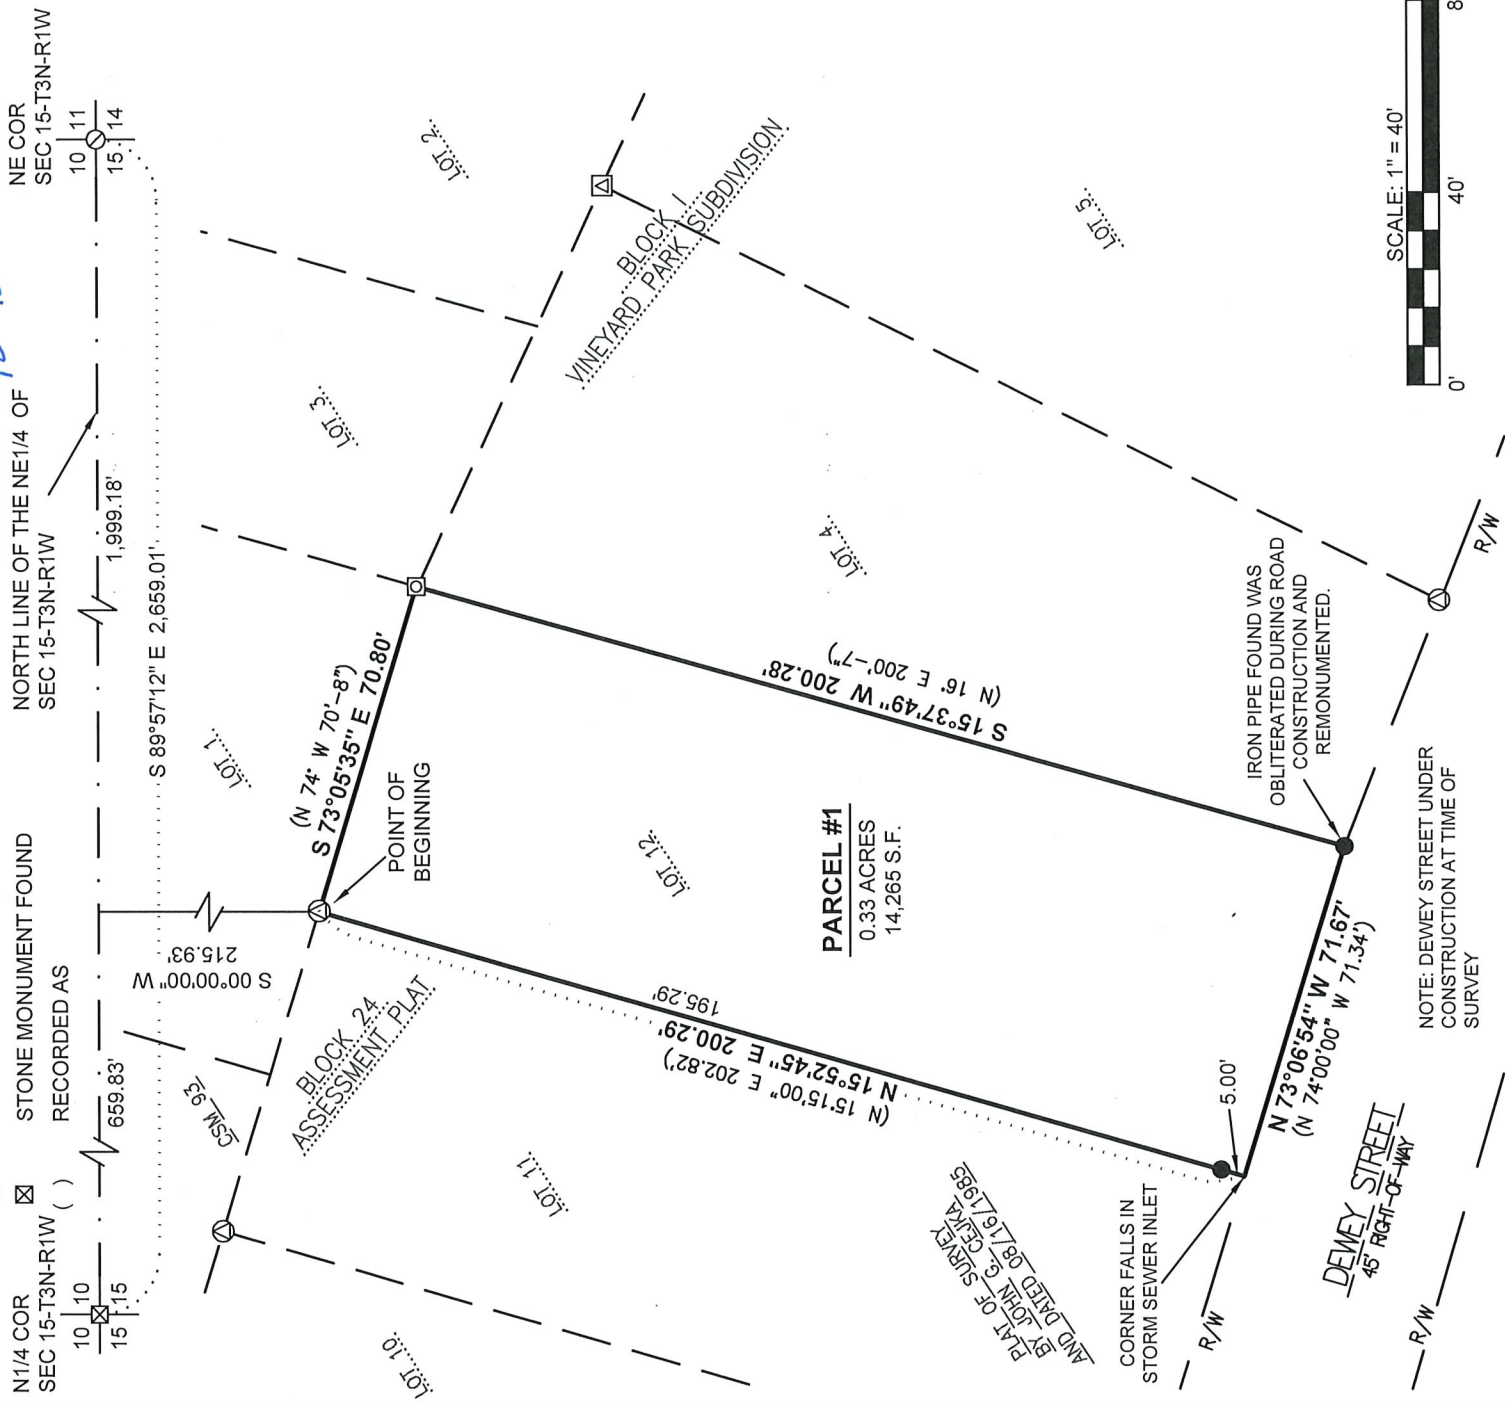 N1/4 COR
SEC 15-T3N-R1W
10 10
15 15
STONE MONUMENT FOUND
( ) RECORDED AS
NORTH LINE OF THE NE1/4 OF
SEC 15-T3N-R1W
NE COR
SEC 15-T3N-R1W
10 11
15 14
659.83'
1,999.18'
S 89°57'12" E 2,659.01'
S 00°00'00" W
215.93'
CSM 93
LOT 1
LOT 3
LOT 2
BLOCK 24
ASSESSMENT PLAT
(N 74° W 70'-8")
S 73°05'35" E 70.80'
POINT OF
BEGINNING
BLOCK 1
VINEYARD PARK SUBDIVISION
LOT 10
LOT 11
LOT 12
LOT 4
LOT 5
195.29'
N 15°52'45" E 200.29'
(N 15°15'00" E 202.82')
S 15°37'49" W 200.28'
(N 16° E 200'-7")
PARCEL #1
0.33 ACRES
14,265 S.F.
PLAT OF SURVEY
BY JOHN G. CEJKA
AND DATED 08/16/1985
CORNER FALLS IN
STORM SEWER INLET
5.00'
N 73°06'54" W 71.67'
(N 74°00'00" W 71.34')
IRON PIPE FOUND WAS
OBLITERATED DURING ROAD
CONSTRUCTION AND
REMONUMENTED.
R/W
R/W
R/W
DEWEY STREET
45' RIGHT-OF-WAY
NOTE: DEWEY STREET UNDER
CONSTRUCTION AT TIME OF
SURVEY
SCALE: 1" = 40'
0' 40' 8